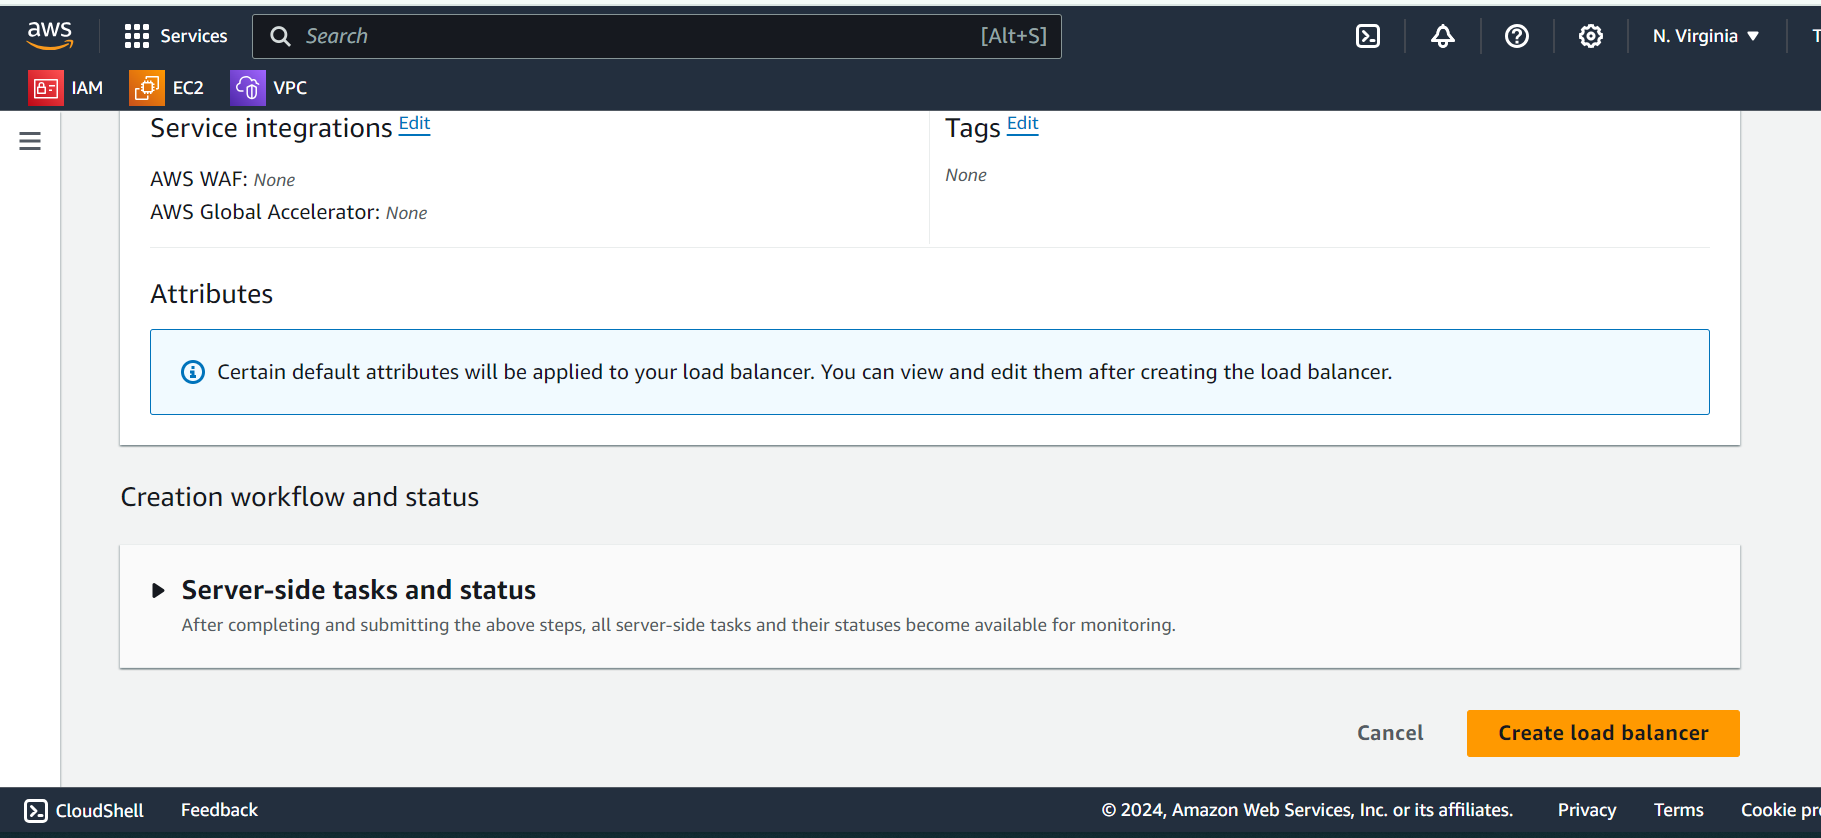 aws
Services
Search
[Alt+S]
N. Virginia
IAM
EC2
VPC
Service integrations Edit
AWS WAF: None
AWS Global Accelerator: None
Tags Edit
None
Attributes
Certain default attributes will be applied to your load balancer. You can view and edit them after creating the load balancer.
Creation workflow and status
Server-side tasks and status
After completing and submitting the above steps, all server-side tasks and their statuses become available for monitoring.
Cancel
Create load balancer
CloudShell
Feedback
© 2024, Amazon Web Services, Inc. or its affiliates.
Privacy
Terms
Cookie